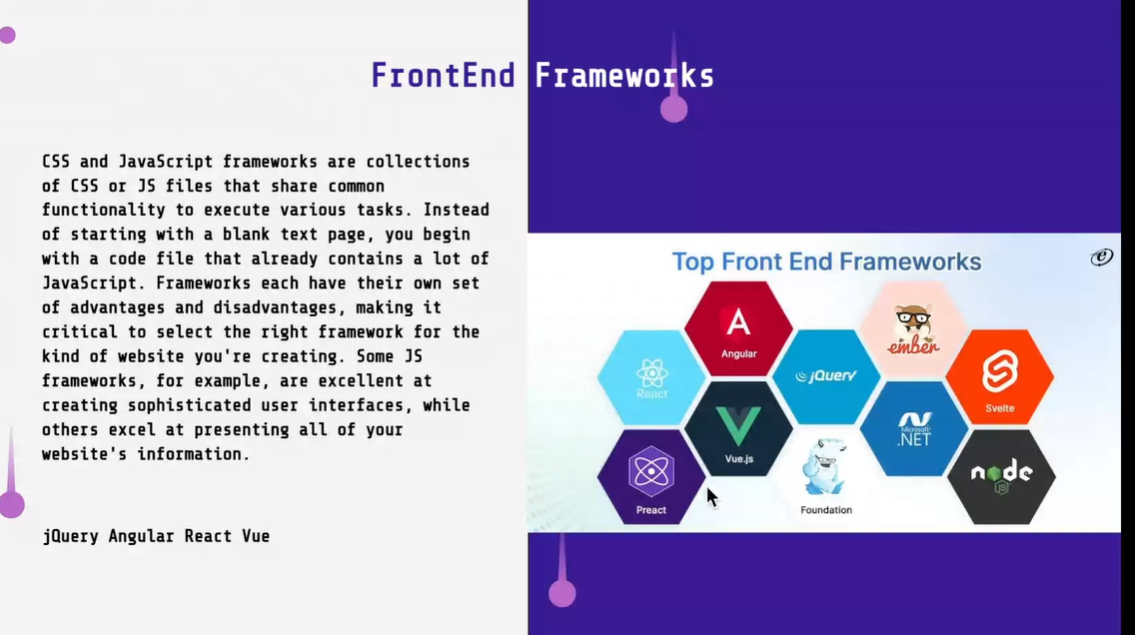 FrontEnd Frameworks
CSS and JavaScript frameworks are collections
of CSS or JS files that share common
functionality to execute various tasks. Instead
of starting with a blank text page, you begin
with a code file that already contains a lot of
JavaScript. Frameworks each have their own set
of advantages and disadvantages, making it
critical to select the right framework for the
kind of website you're creating. Some JS
frameworks, for example, are excellent at
creating sophisticated user interfaces, while
others excel at presenting all of your
website's information.
jQuery Angular React Vue
Top Front End Frameworks
e
Angular
ember
React
jQuery
Svelte
Vue.js
Microsoft
.NET
node
JS
Preact
Foundation